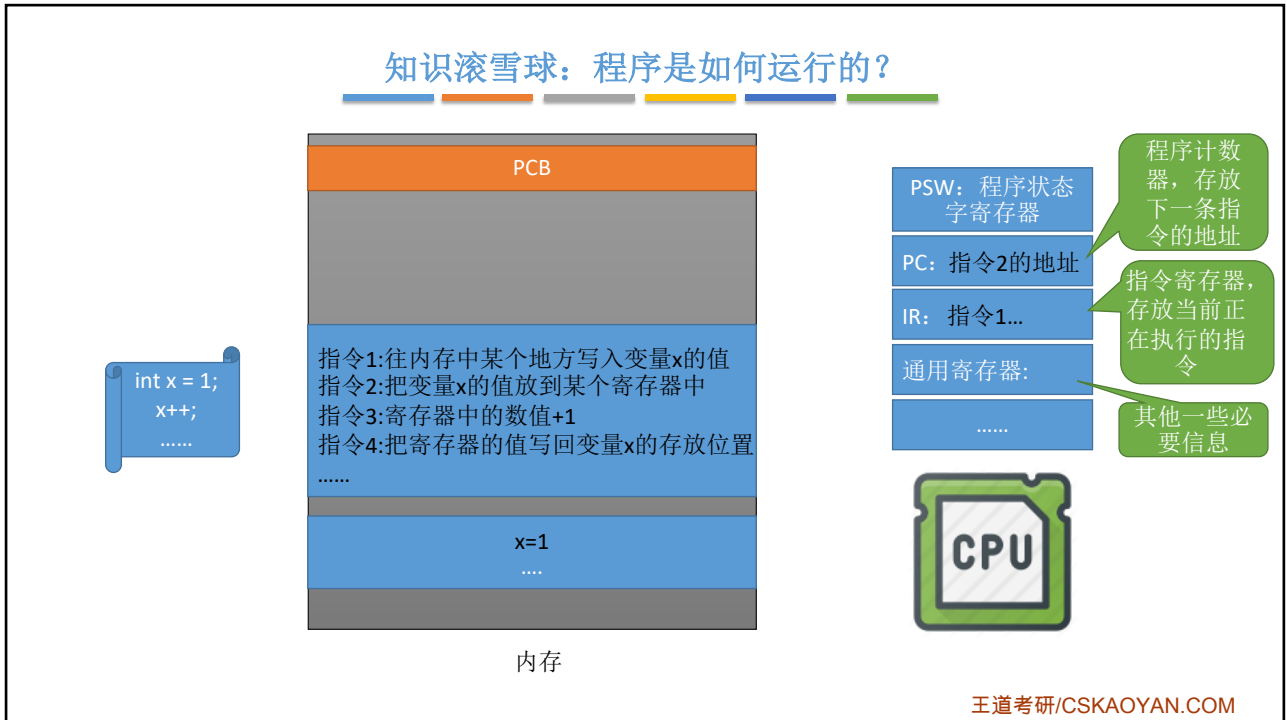 知识滚雪球：程序是如何运行的？
int x = 1;
x++;
……
PCB
指令1:往内存中某个地方写入变量x的值
指令2:把变量x的值放到某个寄存器中
指令3:寄存器中的数值+1
指令4:把寄存器的值写回变量x的存放位置
……
x=1
….
内存
PSW：程序状态
字寄存器
PC：指令2的地址
IR： 指令1…
通用寄存器:
……
程序计数
器，存放
下一条指
令的地址
指令寄存器，
存放当前正
在执行的指
令
其他一些必
要信息
CPU
王道考研/CSKAOYAN.COM